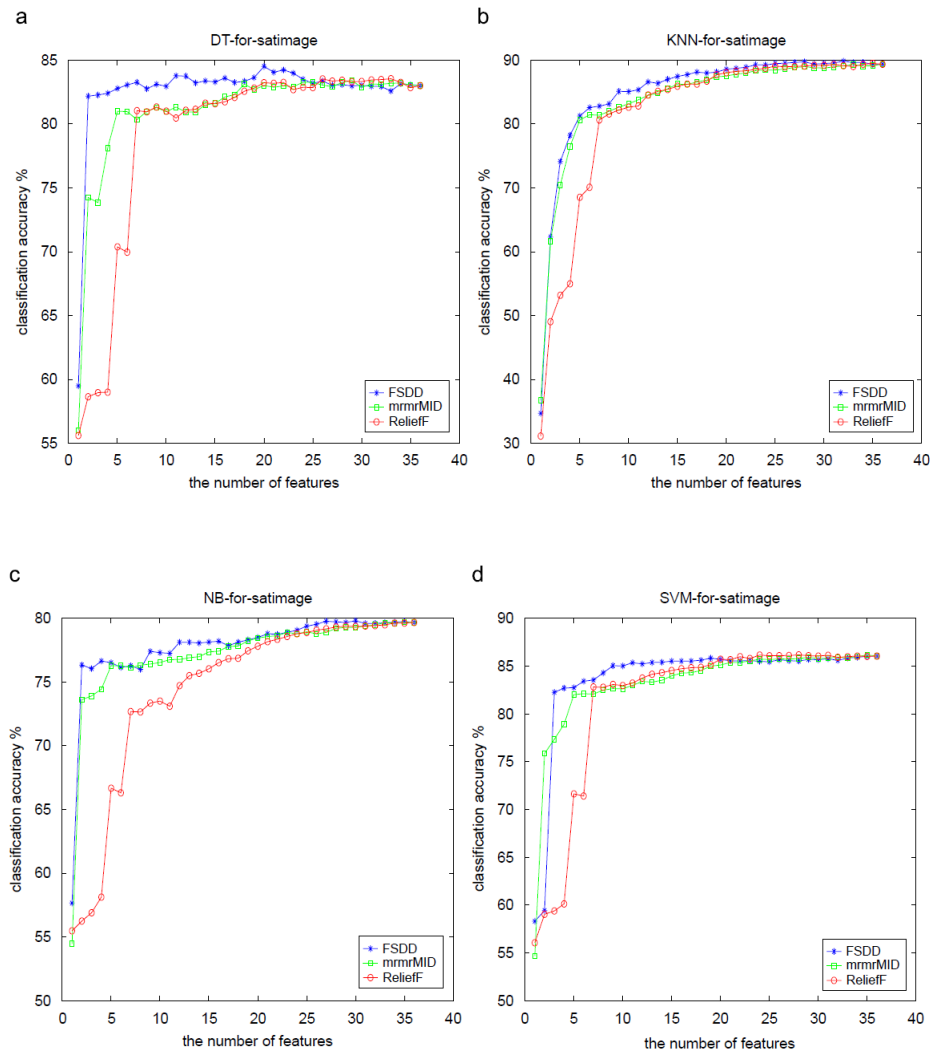 a
DT-for-satimage
classification accuracy %
85
80
75
70
65
60
55
0 5 10 15 20 25 30 35 40
the number of features
FSDD
mrmrMID
ReliefF
b
KNN-for-satimage
classification accuracy %
90
80
70
60
50
40
30
0 5 10 15 20 25 30 35 40
the number of features
FSDD
mrmrMID
ReliefF
c
NB-for-satimage
classification accuracy %
80
75
70
65
60
55
50
0 5 10 15 20 25 30 35 40
the number of features
FSDD
mrmrMID
ReliefF
d
SVM-for-satimage
classification accuracy %
90
85
80
75
70
65
60
55
50
0 5 10 15 20 25 30 35 40
the number of features
FSDD
mrmrMID
ReliefF